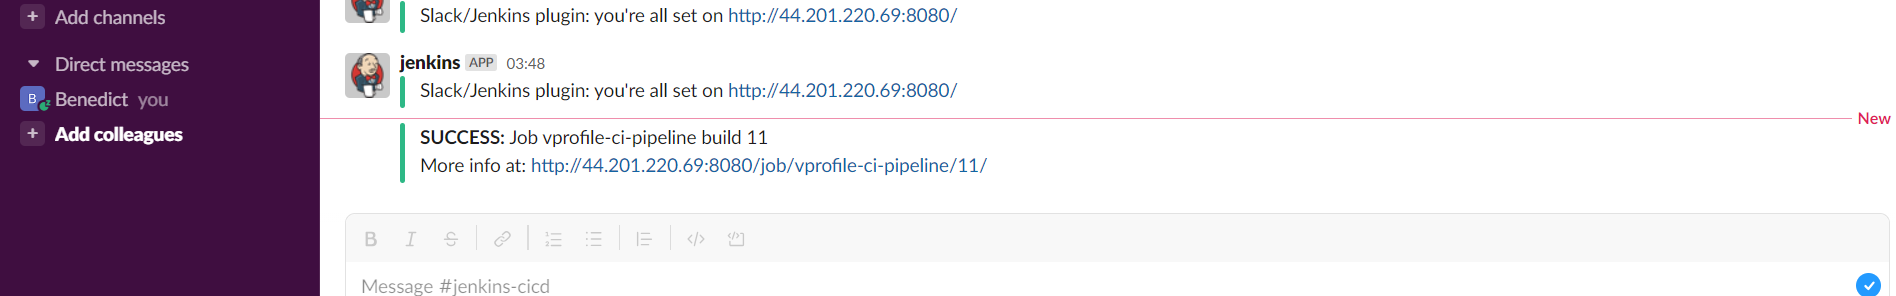 + Add channels
Direct messages
B Benedict you
+ Add colleagues
Slack/Jenkins plugin: you're all set on http://44.201.220.69:8080/
jenkins APP 03:48
Slack/Jenkins plugin: you're all set on http://44.201.220.69:8080/
New
SUCCESS: Job vprofile-ci-pipeline build 11
More info at: http://44.201.220.69:8080/job/vprofile-ci-pipeline/11/
Message #jenkins-cicd